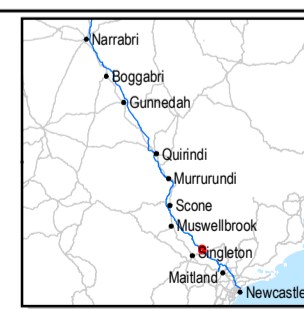 Narrabri
Boggabri
Gunnedah
Quirindi
Murrurundi
Scone
Muswellbrook
Singleton
Maitland
Newcastle